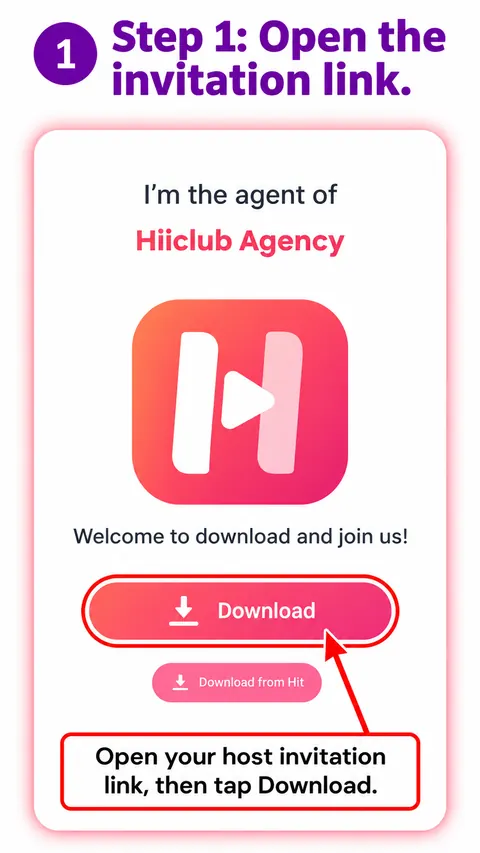 1
Step 1: Open the
invitation link.
I'm the agent of
Hiiclub Agency
Welcome to download and join us!
Download
Download from Hit
Open your host invitation
link, then tap Download.